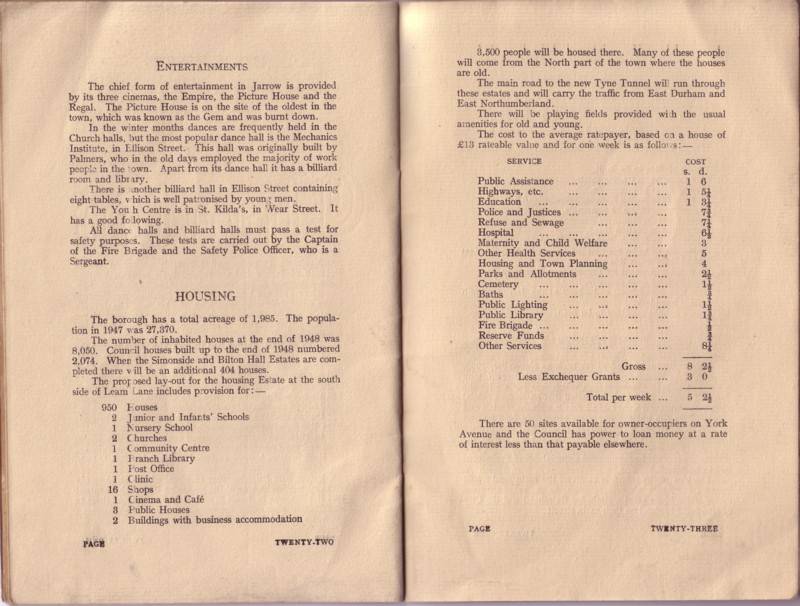 ENTERTAINMENTS
The chief form of entertainment in Jarrow is provided
by its three cinemas, the Empire, the Picture House and the
Regal. The Picture House is on the site of the oldest in the
town, which was known as the Gem and was burnt down.
In the winter months dances are frequently held in the
Church halls, but the most popular dance hall is the Mechanics
Institute, in Ellison Street. This hall was originally built by
Palmers, who in the old days employed the majority of work
people in the town. Apart from its dance hall it has a billiard
room and library.
There is another billiard hall in Ellison Street containing
eight tables, which is well patronised by young men.
The Youth Centre is in St. Kilda's, in Wear Street. It
has a good following.
All dance halls and billiard halls must pass a test for
safety purposes. These tests are carried out by the Captain
of the Fire Brigade and the Safety Police Officer, who is a
Sergeant.
HOUSING
The borough has a total acreage of 1,985. The popula-
tion in 1947 was 27,370.
The number of inhabited houses at the end of 1948 was
8,050. Council houses built up to the end of 1948 numbered
2,074. When the Simonside and Bilton Hall Estates are com-
pleted there will be an additional 404 houses.
The proposed lay-out for the housing Estate at the south
side of Leam Lane includes provision for:—
950 Houses
2 Junior and Infants' Schools
1 Nursery School
2 Churches
1 Community Centre
1 Branch Library
1 Post Office
1 Clinic
16 Shops
1 Cinema and Café
3 Public Houses
2 Buildings with business accommodation
PAGE TWENTY-TWO
3,500 people will be housed there. Many of these people
will come from the North part of the town where the houses
are old.
The main road to the new Tyne Tunnel will run through
these estates and will carry the traffic from East Durham and
East Northumberland.
There will be playing fields provided with the usual
amenities for old and young.
The cost to the average ratepayer, based on a house of
£13 rateable value and for one week is as follows:—
SERVICE COST
s. d.
Public Assistance ... ... ... ... 1 6
Highways, etc. ... ... ... ... 1 5¼
Education ... ... ... ... ... 1 3¼
Police and Justices ... ... ... ...
Refuse and Sewage ... ... ...
Hospital ... ... ... ... ...
Maternity and Child Welfare ... ... 3
Other Health Services ... ... ... 5
Housing and Town Planning ... ... 4
Parks and Allotments ... ... ... 2½
Cemetery ... ... ... ... ... 1½
Baths ... ... ... ... ...
Public Lighting ... ... ... ... 1½
Public Library ... ... ... ...
Fire Brigade ... ... ... ... ...
Reserve Funds ... ... ... ...
Other Services ... ... ... ... 8¼
Gross ... 8 2½
Less Exchequer Grants ... ... 3 0
Total per week ... 5 2½
There are 50 sites available for owner-occupiers on York
Avenue and the Council has power to loan money at a rate
of interest less than that payable elsewhere.
PAGE TWENTY-THREE